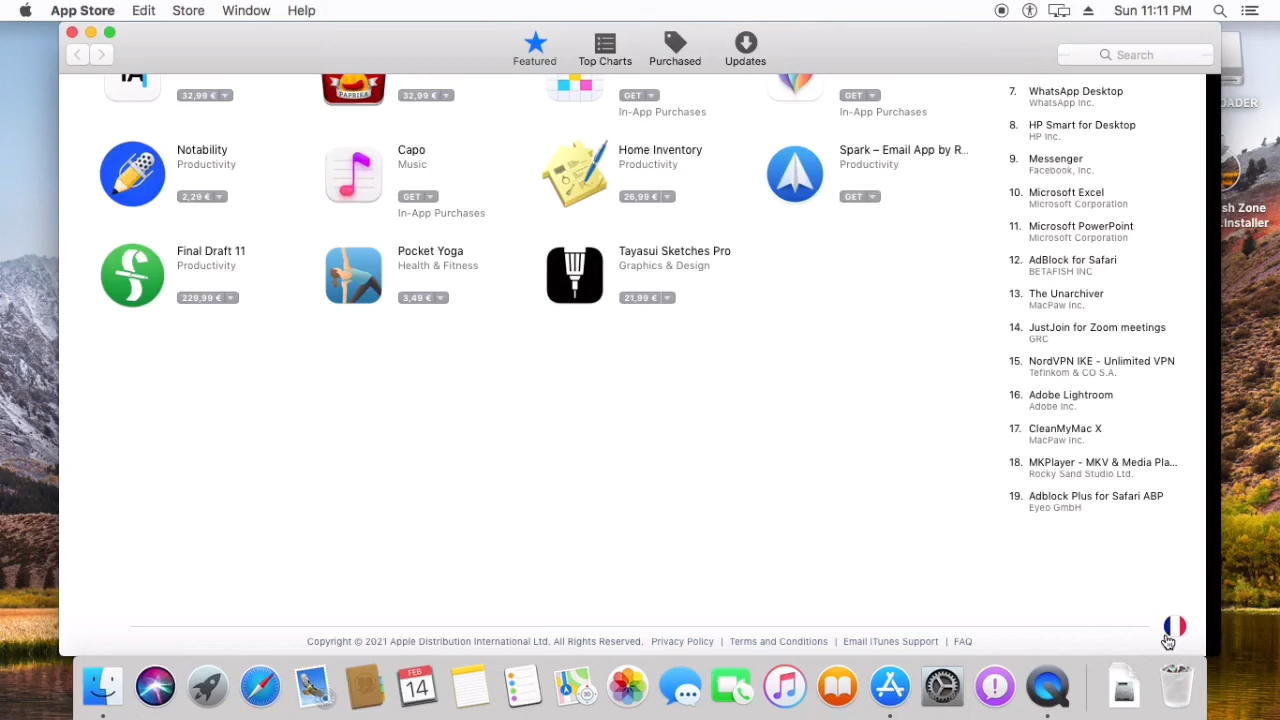 App Store Edit Store Window Help Sun 11:11 PM
Featured Top Charts Purchased Updates Search
32,99 € 32,99 € GET GET
In-App Purchases In-App Purchases
Notability
Productivity
2,29 €
Capo
Music
GET
In-App Purchases
Home Inventory
Productivity
26,99 €
Spark – Email App by R...
Productivity
GET
Final Draft 11
Productivity
229,99 €
Pocket Yoga
Health & Fitness
3,49 €
Tayasui Sketches Pro
Graphics & Design
21,99 €
7. WhatsApp Desktop
WhatsApp Inc.
8. HP Smart for Desktop
HP Inc.
9. Messenger
Facebook, Inc.
10. Microsoft Excel
Microsoft Corporation
11. Microsoft PowerPoint
Microsoft Corporation
12. AdBlock for Safari
BETAFISH INC
13. The Unarchiver
MacPaw Inc.
14. JustJoin for Zoom meetings
GRC
15. NordVPN IKE - Unlimited VPN
Tefinkom & CO S.A.
16. Adobe Lightroom
Adobe Inc.
17. CleanMyMac X
MacPaw Inc.
18. MKPlayer - MKV & Media Pla...
Rocky Sand Studio Ltd.
19. Adblock Plus for Safari ABP
Eyeo GmbH
OADER
sh Zone
.Installer
PAPRIKA
Copyright © 2021 Apple Distribution International Ltd. All Rights Reserved. Privacy Policy | Terms and Conditions | Email iTunes Support | FAQ
FEB
14